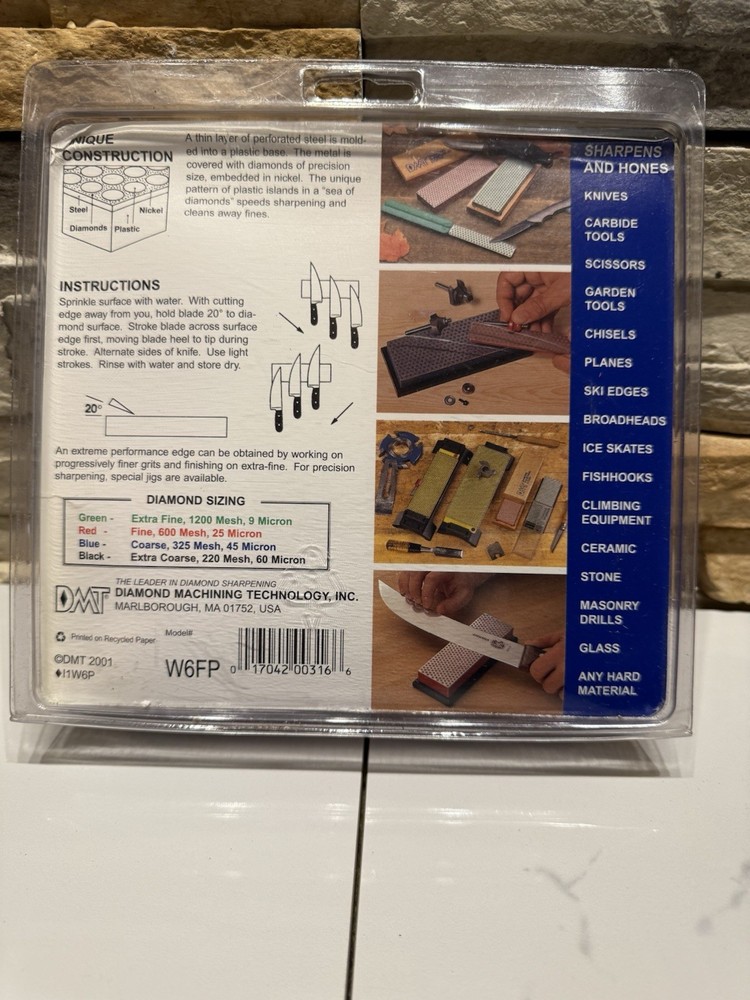 NIQUE
CONSTRUCTION
Steel
Nickel
Diamonds
Plastic
A thin layer of perforated steel is mold-
ed into a plastic base. The metal is
covered with diamonds of precision
size, embedded in nickel. The unique
pattern of plastic islands in a "sea of
diamonds" speeds sharpening and
cleans away fines.
INSTRUCTIONS
Sprinkle surface with water. With cutting
edge away from you, hold blade 20° to dia-
mond surface. Stroke blade across surface
edge first, moving blade heel to tip during
stroke. Alternate sides of knife. Use light
strokes. Rinse with water and store dry.
20°
An extreme performance edge can be obtained by working on
progressively finer grits and finishing on extra-fine. For precision
sharpening, special jigs are available.
DIAMOND SIZING
Green - Extra Fine, 1200 Mesh, 9 Micron
Red - Fine, 600 Mesh, 25 Micron
Blue - Coarse, 325 Mesh, 45 Micron
Black - Extra Coarse, 220 Mesh, 60 Micron
DMT
THE LEADER IN DIAMOND SHARPENING
DIAMOND MACHINING TECHNOLOGY, INC.
MARLBOROUGH, MA 01752, USA
Printed on Recycled Paper
©DMT 2001
♦I1W6P
Model#
W6FP
0 17042 00316 6
SHARPENS
AND HONES
KNIVES
CARBIDE
TOOLS
SCISSORS
GARDEN
TOOLS
CHISELS
PLANES
SKI EDGES
BROADHEADS
ICE SKATES
FISHHOOKS
CLIMBING
EQUIPMENT
CERAMIC
STONE
MASONRY
DRILLS
GLASS
ANY HARD
MATERIAL